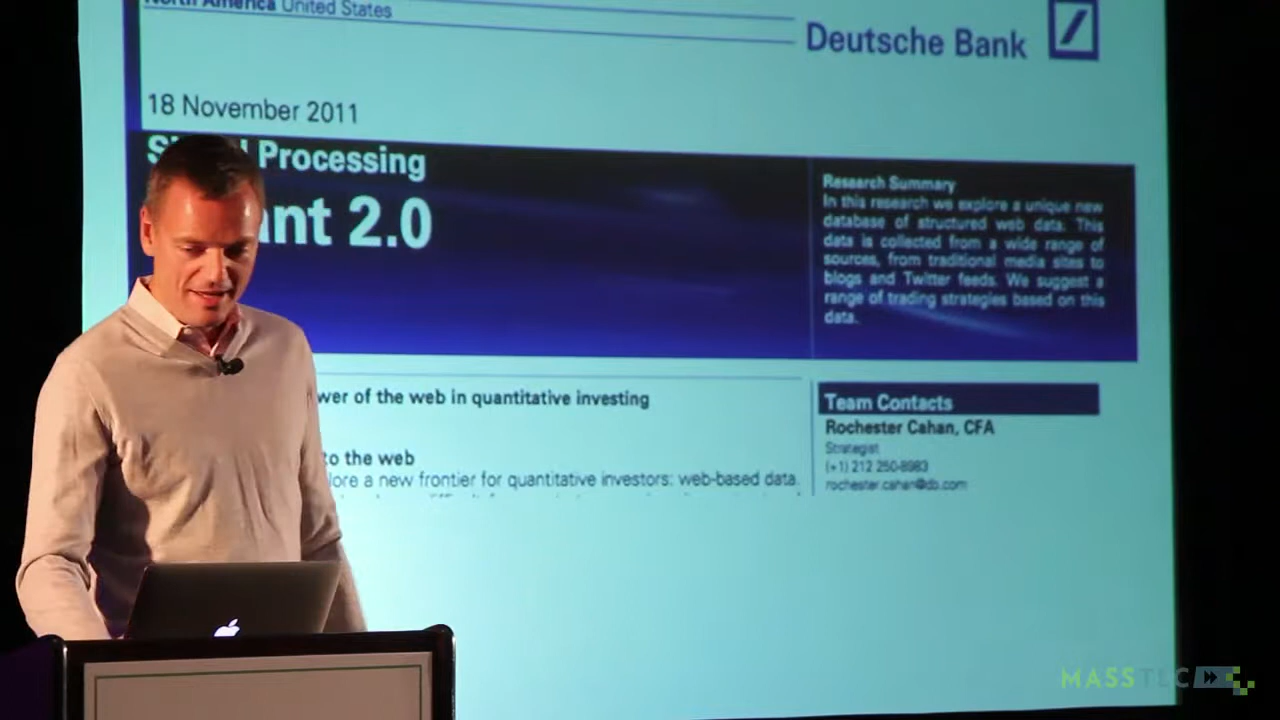 North America United States
Deutsche Bank
18 November 2011
Processing
2.0
Research Summary
In this research we explore a unique new
database of structured web data. This
data is collected from a wide range of
sources, from traditional media sites to
blogs and Twitter feeds. We suggest a
range of trading strategies based on this
data.
of the web in quantitative investing
to the web
a new frontier for quantitative investors: web-based data.
Team Contacts
Rochester Cahan, CFA
Strategist
(+1) 212 250-8983
rochester.cahan@db.com
MASSTLC